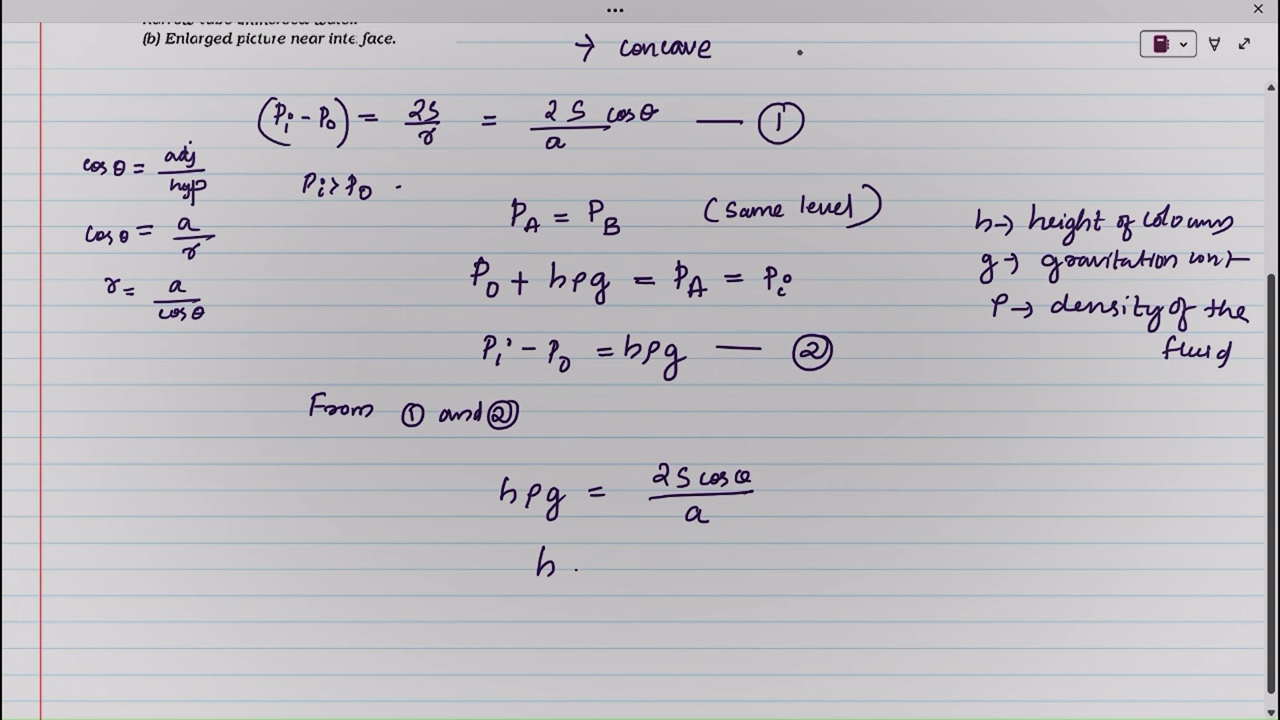 (b) Enlarged picture near inte face.
→ concave
(Pi - P0) = 2S/r = 2S cosθ/a — ①
cosθ = adj/hyp
Pi > P0
PA = PB (Same level)
cosθ = a/r
h → height of coloumn
P0 + hρg = PA = Pi
g → gravitation const
r = a/cosθ
ρ → density of the
fluid
Pi - P0 = hρg — ②
From ① and ②
hρg = 2S cosθ/a
h